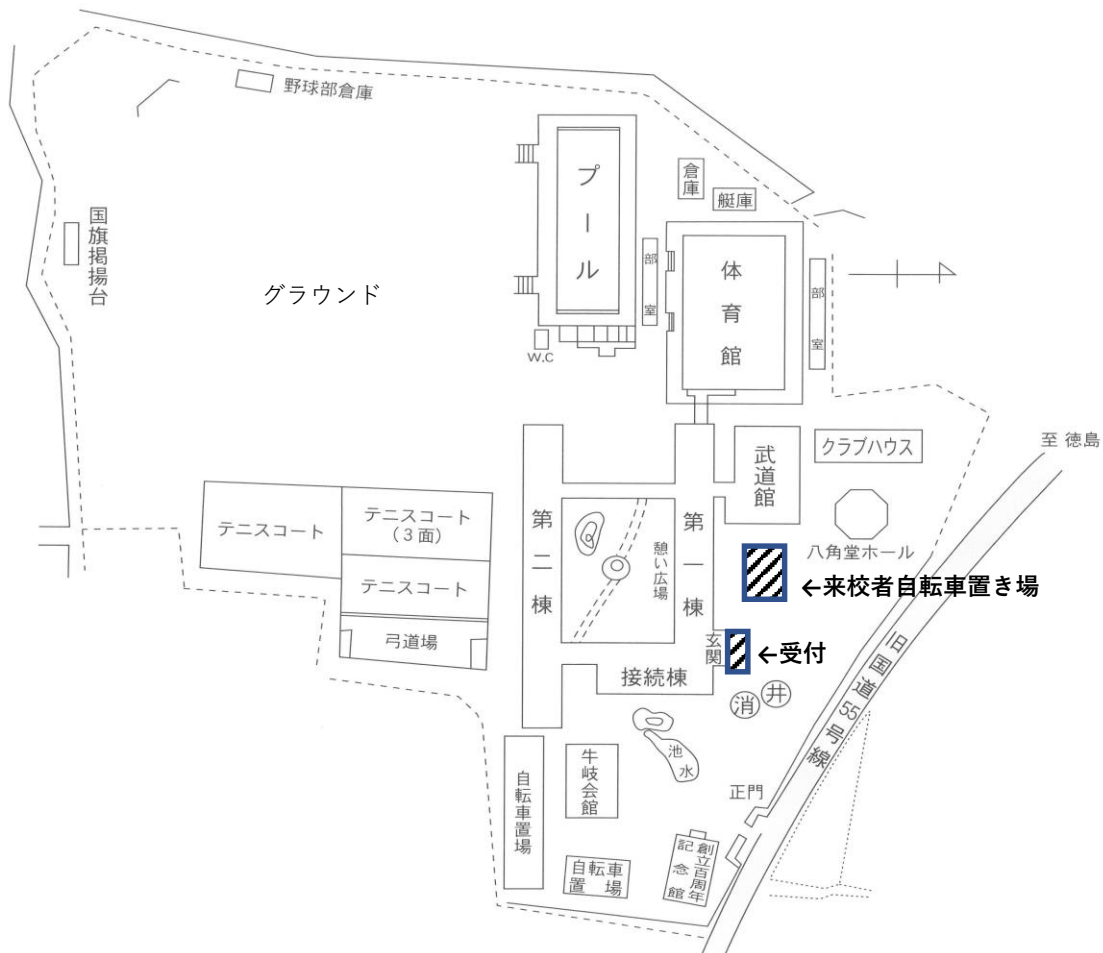 野球部倉庫
プール
倉庫
艇庫
国旗掲揚台
グラウンド
部室
体育館
部室
W.C
至 徳島
クラブハウス
武道館
テニスコート
テニスコート
(3面)
第二棟
憩い広場
第一棟
八角堂ホール
テニスコート
←来校者自転車置き場
弓道場
玄関
←受付
接続棟
消
井
旧国道55号線
池水
牛岐会館
自転車置場
正門
自転車
置場
創立百周年
記念館